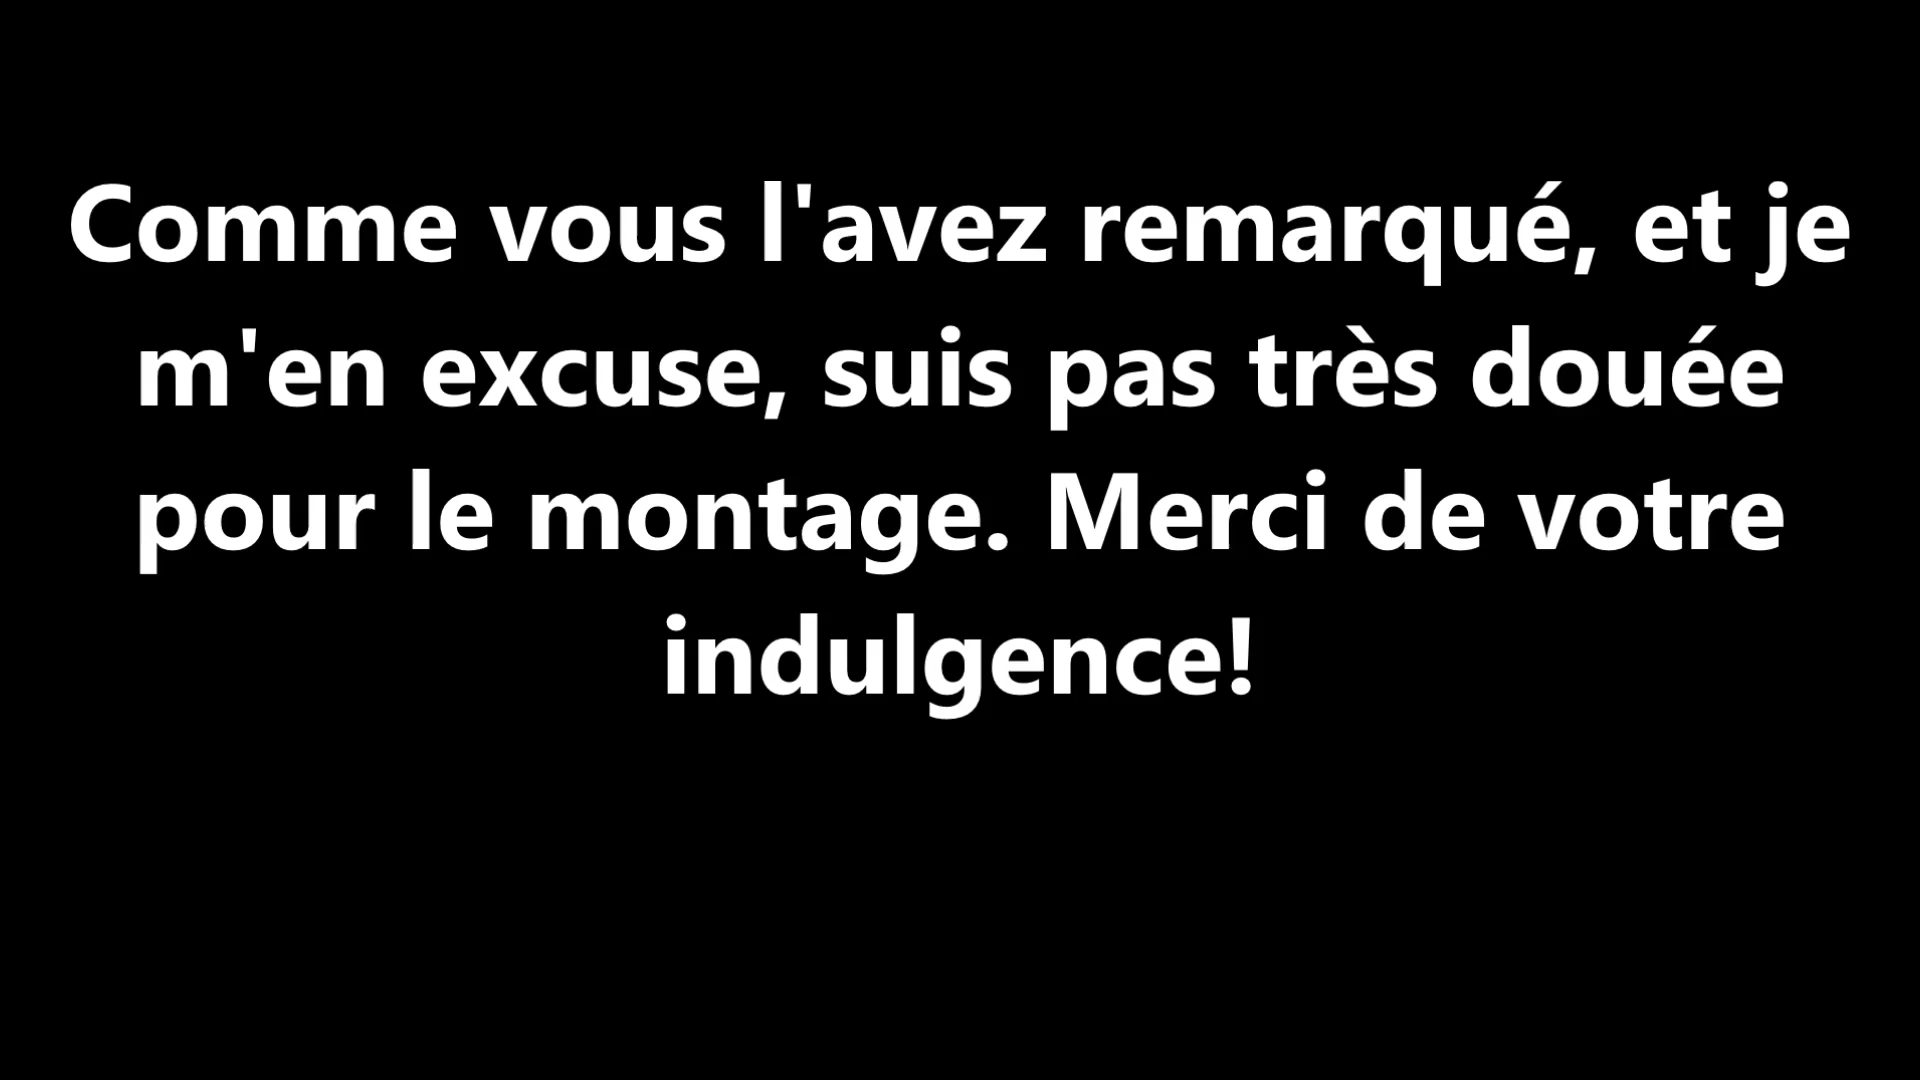 Comme vous l'avez remarqué, et je
m'en excuse, suis pas très douée
pour le montage. Merci de votre
indulgence!